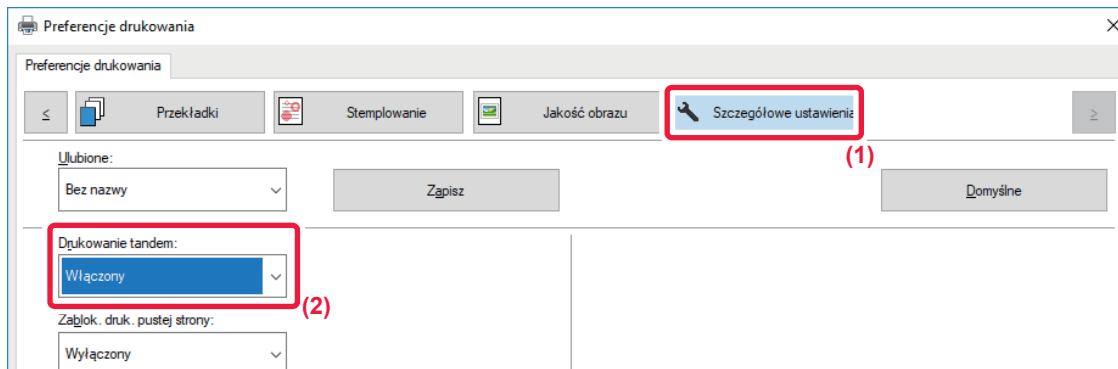 Preferencje drukowania
Preferencje drukowania
≤ Przekładki Stemplowanie Jakość obrazu Szczegółowe ustawienia ≥
(1)
Ulubione:
Bez nazwy Zapisz Domyślne
Drukowanie tandem:
Włączony
(2)
Zablok. druk. pustej strony:
Wyłączony